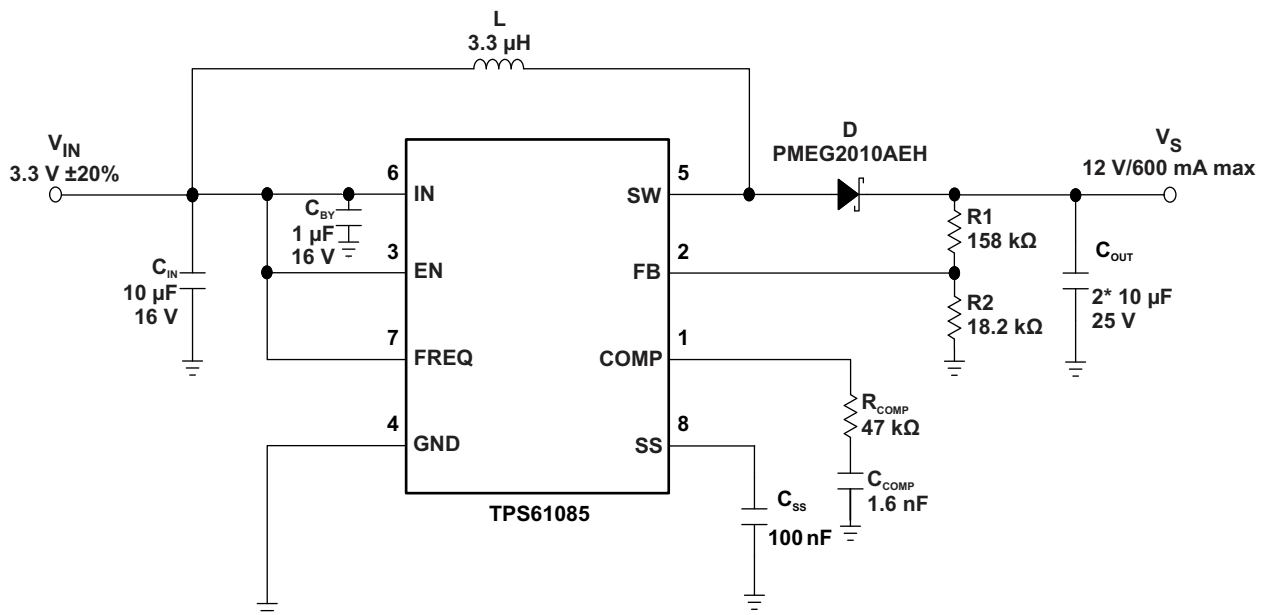 L
3.3 µH
V_IN
3.3 V ±20%
D
PMEG2010AEH
V_S
12 V/600 mA max
6
IN
SW
5
C_BY
1 µF
16 V
R1
158 kΩ
3
EN
FB
2
C_IN
10 µF
16 V
C_OUT
2* 10 µF
25 V
R2
18.2 kΩ
7
FREQ
COMP
1
R_COMP
47 kΩ
4
GND
SS
8
C_COMP
1.6 nF
C_SS
100 nF
TPS61085